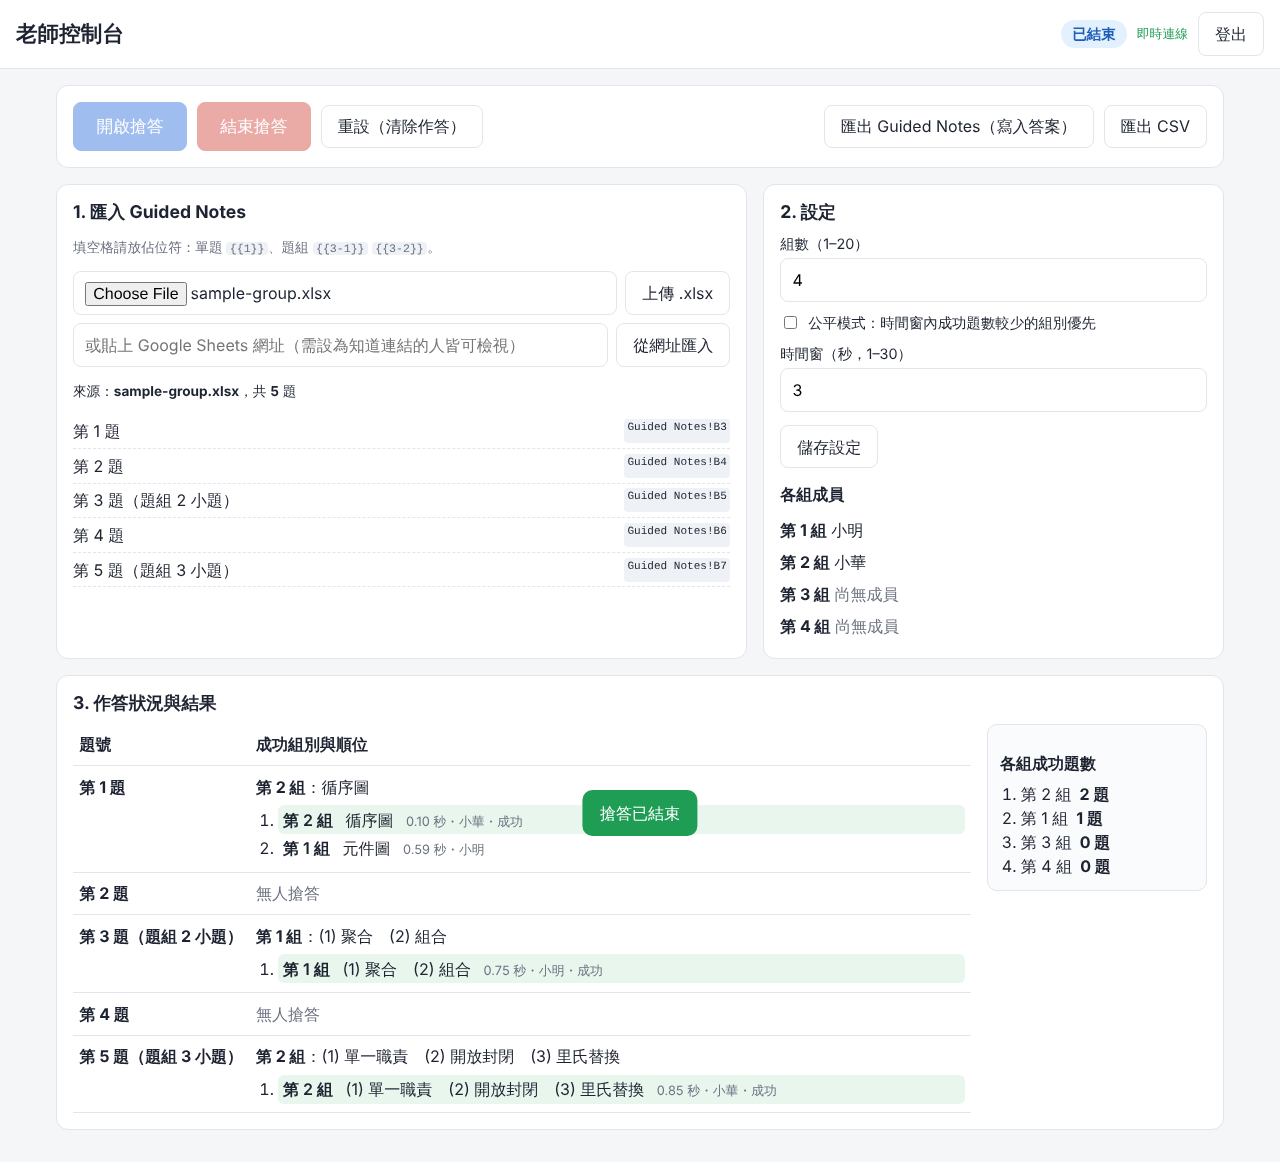 老師控制台
已結束 即時連線 登出
開啟搶答 結束搶答 重設（清除作答） 匯出 Guided Notes（寫入答案） 匯出 CSV
1. 匯入 Guided Notes
填空格請放佔位符：單題 {{1}}、題組 {{3-1}} {{3-2}}。
Choose File sample-group.xlsx 上傳 .xlsx
或貼上 Google Sheets 網址（需設為知道連結的人皆可檢視） 從網址匯入
來源：sample-group.xlsx，共 5 題
第 1 題 Guided Notes!B3
第 2 題 Guided Notes!B4
第 3 題（題組 2 小題） Guided Notes!B5
第 4 題 Guided Notes!B6
第 5 題（題組 3 小題） Guided Notes!B7
2. 設定
組數（1–20）
4
公平模式：時間窗內成功題數較少的組別優先
時間窗（秒，1–30）
3
儲存設定
各組成員
第 1 組 小明
第 2 組 小華
第 3 組 尚無成員
第 4 組 尚無成員
3. 作答狀況與結果
題號 成功組別與順位
第 1 題 第 2 組：循序圖
1. 第 2 組 循序圖 0.10 秒・小華・成功
2. 第 1 組 元件圖 0.59 秒・小明
第 2 題 無人搶答
第 3 題（題組 2 小題） 第 1 組：(1) 聚合 (2) 組合
1. 第 1 組 (1) 聚合 (2) 組合 0.75 秒・小明・成功
第 4 題 無人搶答
第 5 題（題組 3 小題） 第 2 組：(1) 單一職責 (2) 開放封閉 (3) 里氏替換
1. 第 2 組 (1) 單一職責 (2) 開放封閉 (3) 里氏替換 0.85 秒・小華・成功
搶答已結束
各組成功題數
1. 第 2 組 2 題
2. 第 1 組 1 題
3. 第 3 組 0 題
4. 第 4 組 0 題